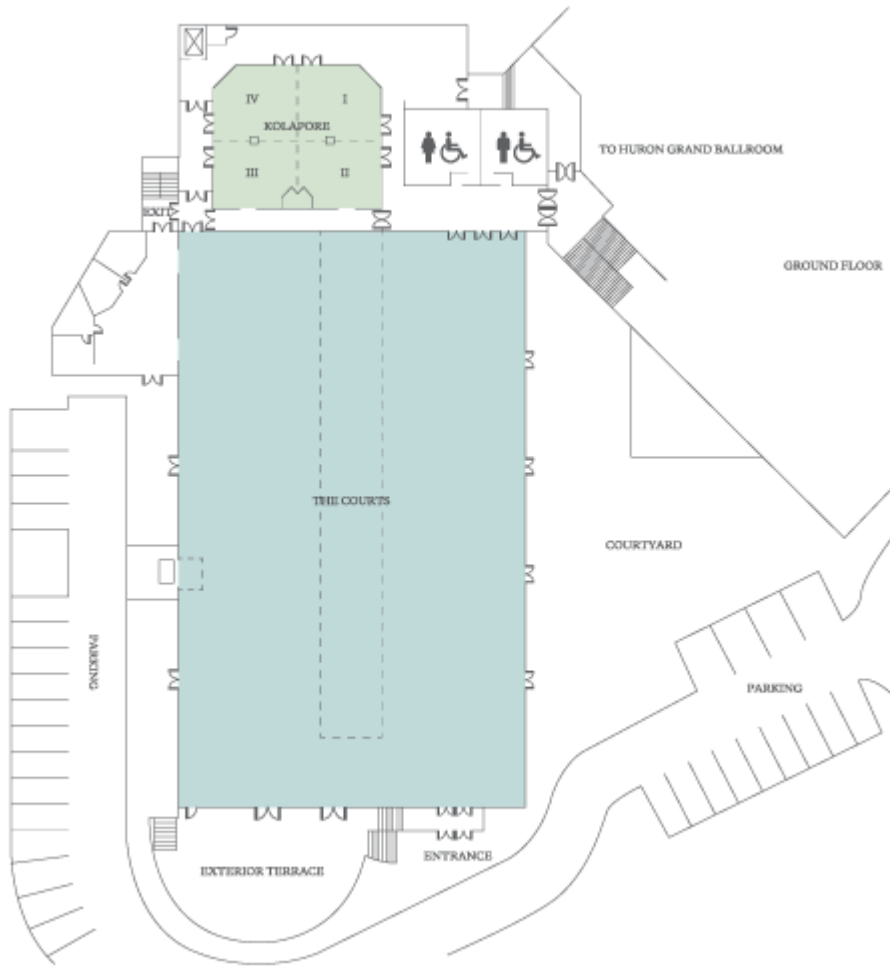 IV
I
KOLAPORE
III
II
TO HURON GRAND BALLROOM
EXIT
GROUND FLOOR
THE COURTS
COURTYARD
PARKING
PARKING
EXTERIOR TERRACE
ENTRANCE